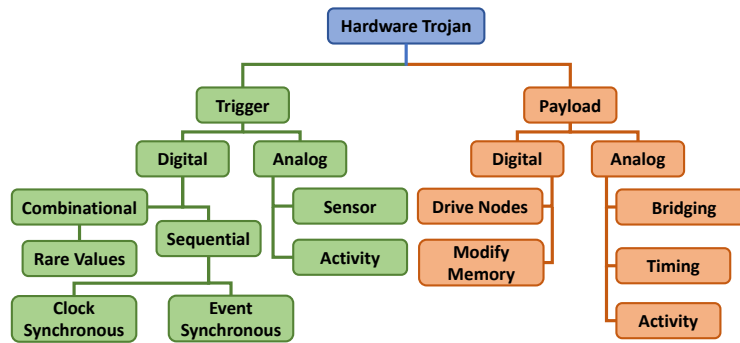 Hardware Trojan
Trigger
Payload
Digital
Analog
Digital
Analog
Combinational
Sensor
Drive Nodes
Bridging
Sequential
Rare Values
Activity
Modify
Memory
Timing
Clock
Synchronous
Event
Synchronous
Activity